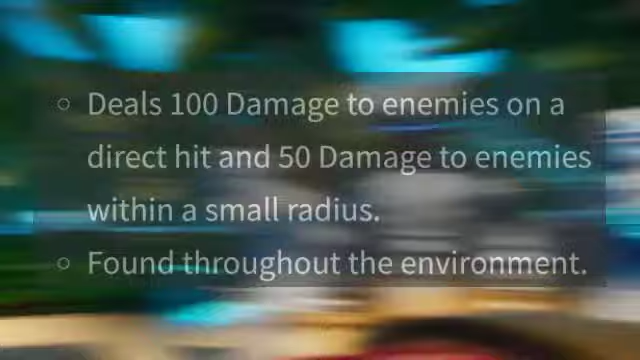 ○ Deals 100 Damage to enemies on a
direct hit and 50 Damage to enemies
within a small radius.
○ Found throughout the environment.